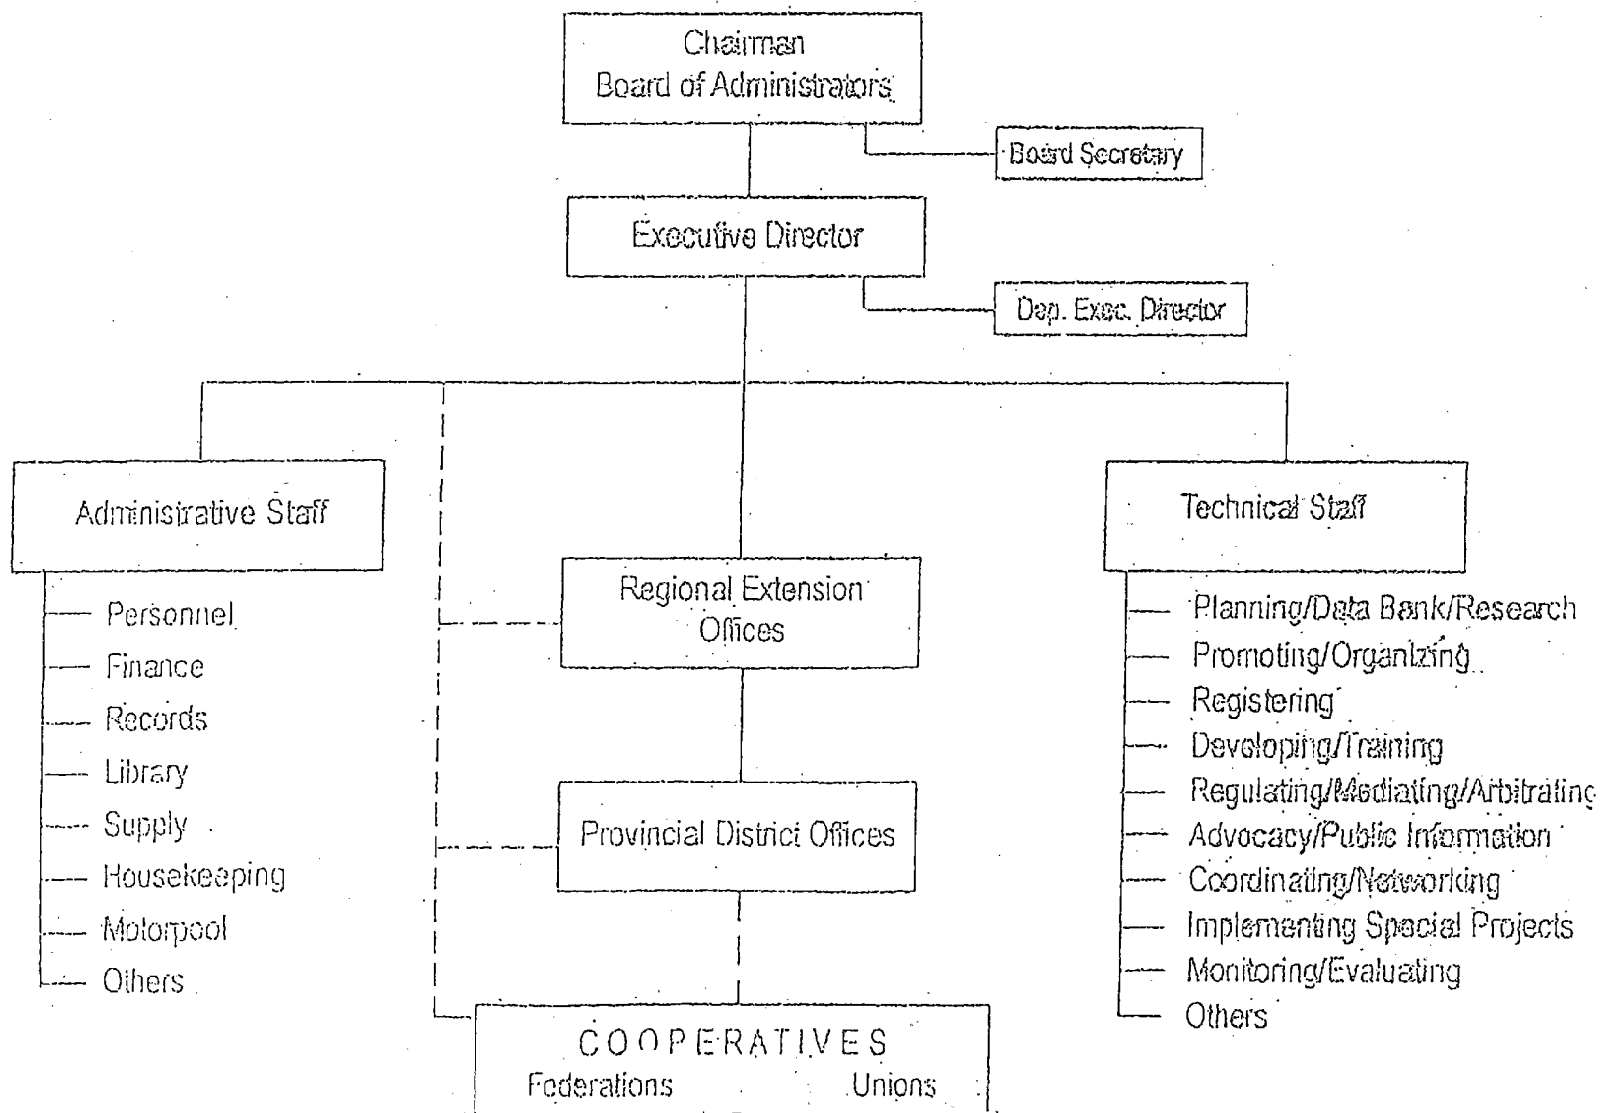 Chairman
Board of Administrators
Board Secretary
Executive Director
Dep. Exec. Director
Administrative Staff
Personnel
Finance
Records
Library
Supply
Housekeeping
Motorpool
Others
Regional Extension
Offices
Provincial District Offices
Technical Staff
Planning/Data Bank/Research
Promoting/Organizing
Registering
Developing/Training
Regulating/Mediating/Arbitrating
Advocacy/Public Information
Coordinating/Networking
Implementing Special Projects
Monitoring/Evaluating
Others
COOPERATIVES
Federations Unions